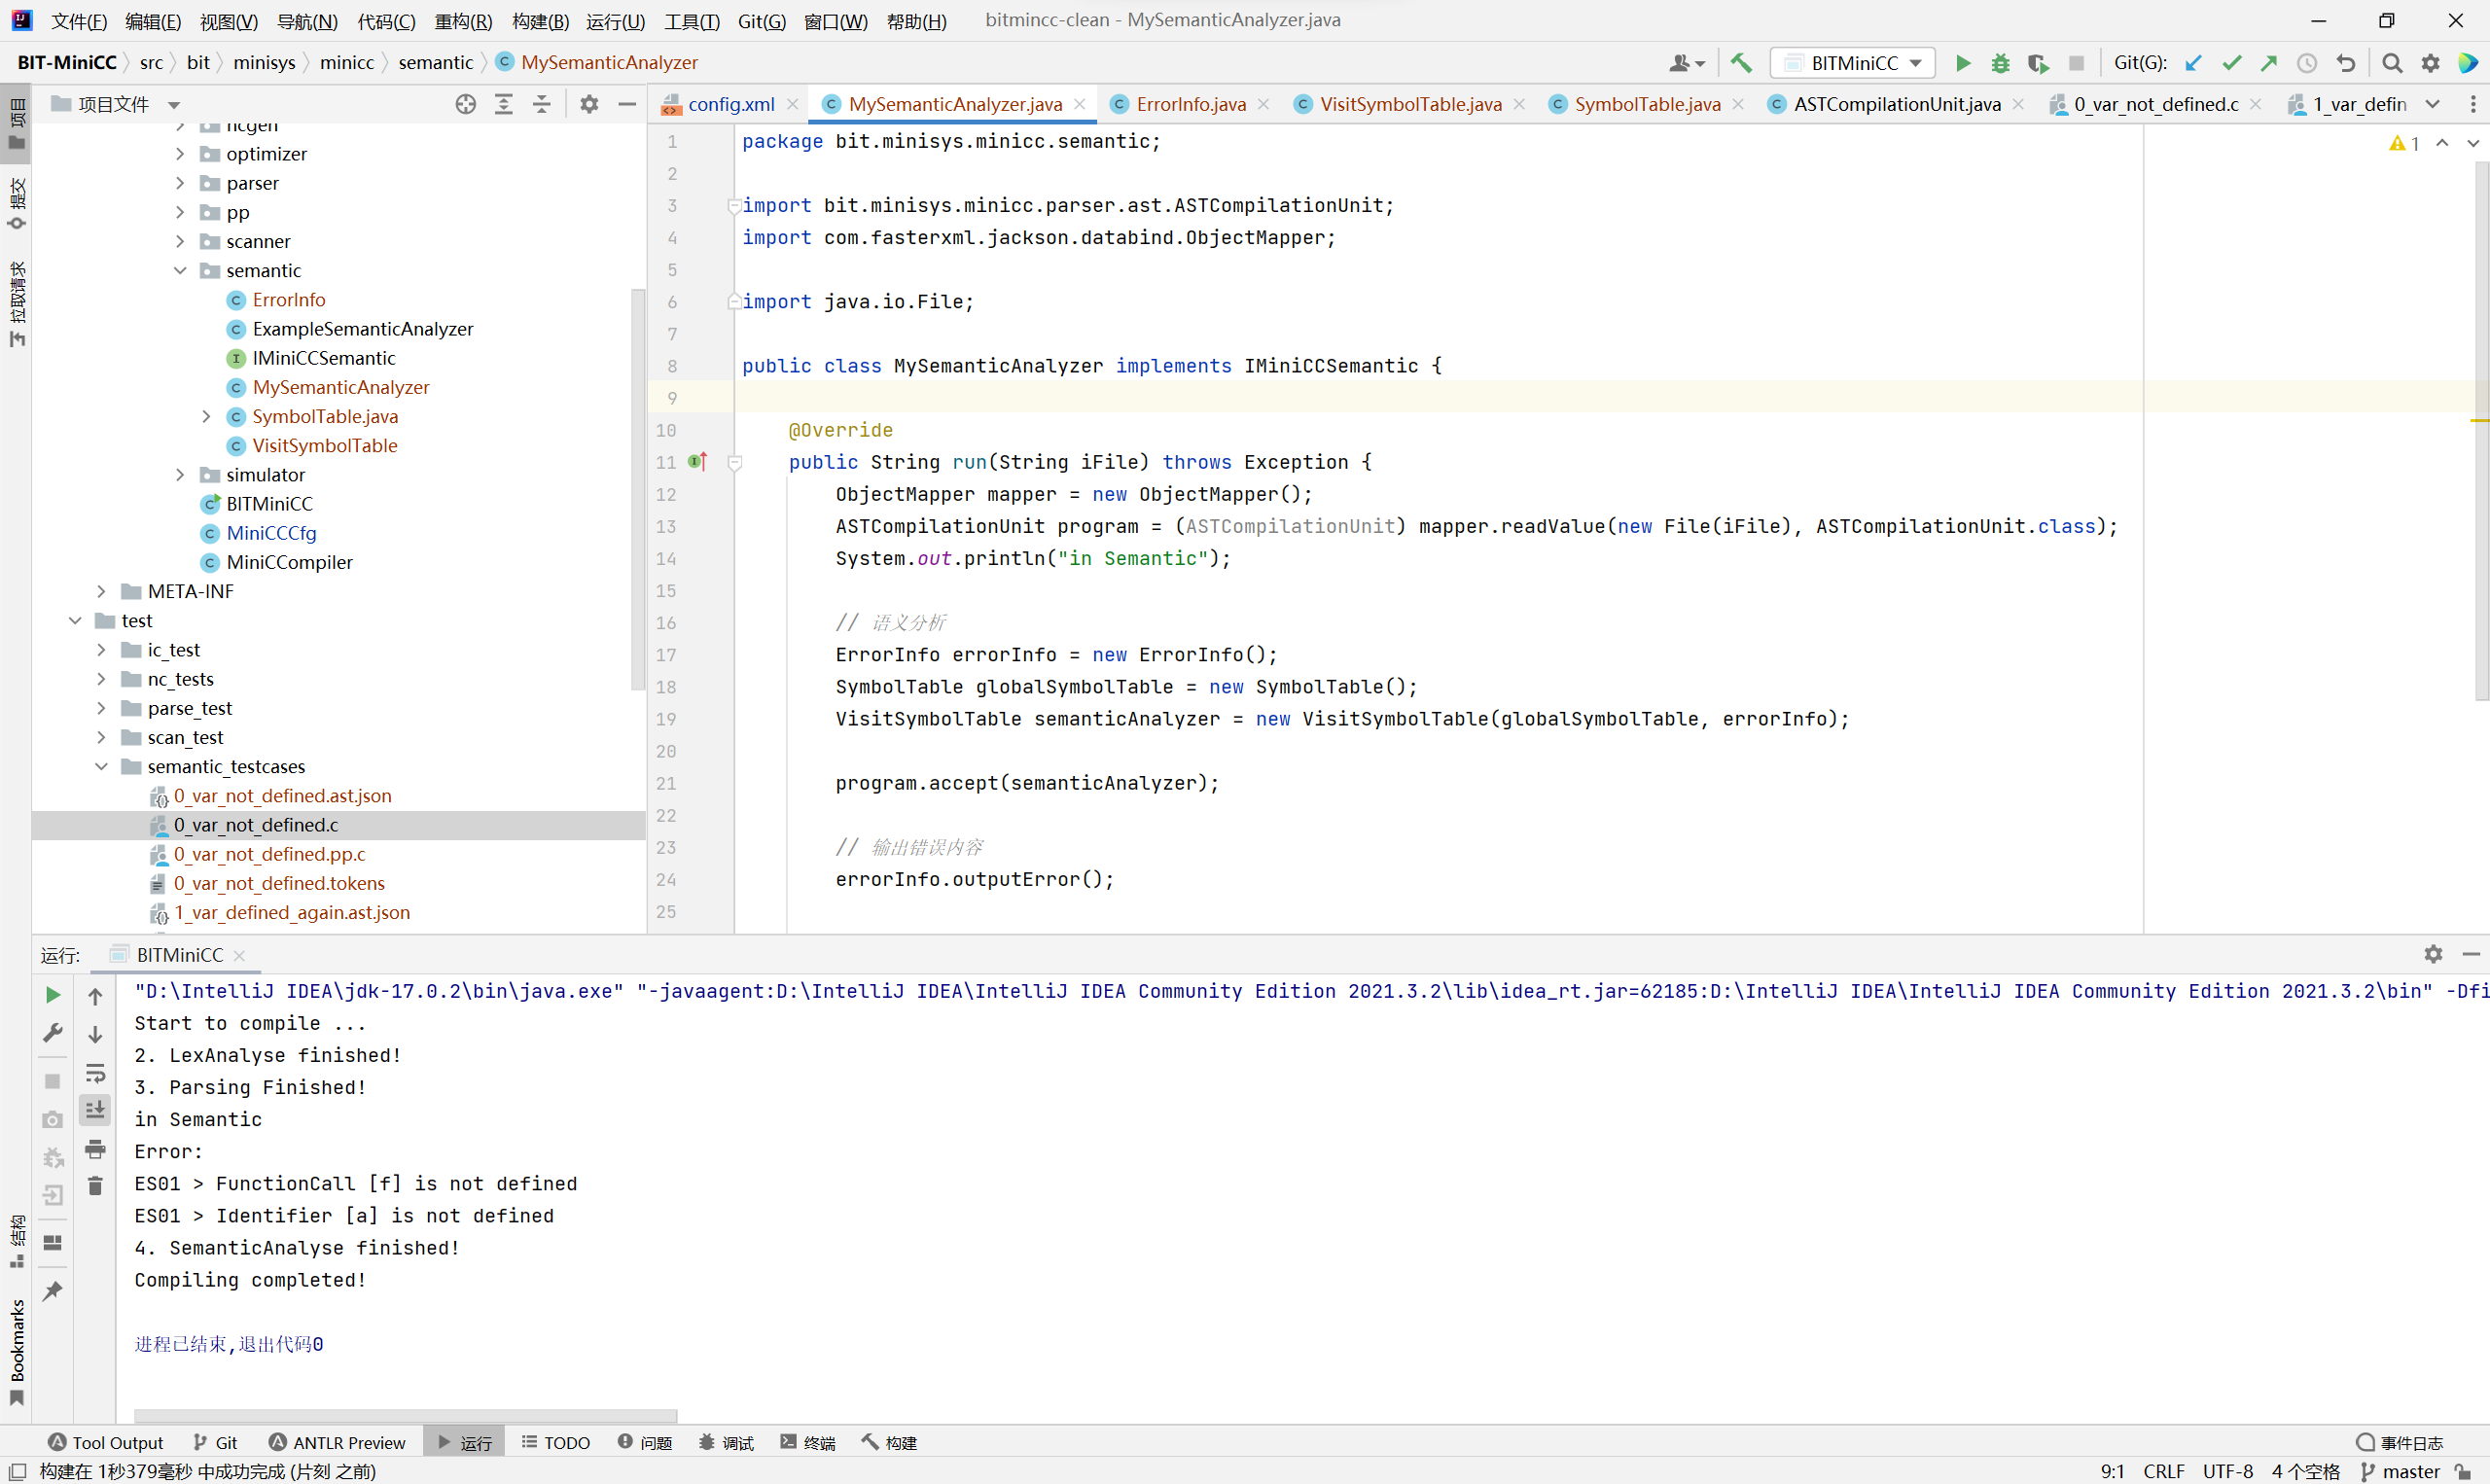 文件(F) 编辑(E) 视图(V) 导航(N) 代码(C) 重构(R) 构建(B) 运行(U) 工具(T) Git(G) 窗口(W) 帮助(H) bitmincc-clean - MySemanticAnalyzer.java
BIT-MiniCC src bit minisys minicc semantic MySemanticAnalyzer BITMiniCC Git(G):
项目
提交
拉取请求
项目文件
ncgen
optimizer
parser
pp
scanner
semantic
ErrorInfo
ExampleSemanticAnalyzer
IMiniCCSemantic
MySemanticAnalyzer
SymbolTable.java
VisitSymbolTable
simulator
BITMiniCC
MiniCCCfg
MiniCCompiler
META-INF
test
ic_test
nc_tests
parse_test
scan_test
semantic_testcases
0_var_not_defined.ast.json
0_var_not_defined.c
0_var_not_defined.pp.c
0_var_not_defined.tokens
1_var_defined_again.ast.json
config.xml MySemanticAnalyzer.java ErrorInfo.java VisitSymbolTable.java SymbolTable.java ASTCompilationUnit.java 0_var_not_defined.c 1_var_defin
1 package bit.minisys.minicc.semantic; 1
2
3 import bit.minisys.minicc.parser.ast.ASTCompilationUnit;
4 import com.fasterxml.jackson.databind.ObjectMapper;
5
6 import java.io.File;
7
8 public class MySemanticAnalyzer implements IMiniCCSemantic {
9
10 @Override
11 public String run(String iFile) throws Exception {
12 ObjectMapper mapper = new ObjectMapper();
13 ASTCompilationUnit program = (ASTCompilationUnit) mapper.readValue(new File(iFile), ASTCompilationUnit.class);
14 System.out.println("in Semantic");
15
16 // 语义分析
17 ErrorInfo errorInfo = new ErrorInfo();
18 SymbolTable globalSymbolTable = new SymbolTable();
19 VisitSymbolTable semanticAnalyzer = new VisitSymbolTable(globalSymbolTable, errorInfo);
20
21 program.accept(semanticAnalyzer);
22
23 // 输出错误内容
24 errorInfo.outputError();
25
运行: BITMiniCC
"D:\IntelliJ IDEA\jdk-17.0.2\bin\java.exe" "-javaagent:D:\IntelliJ IDEA\IntelliJ IDEA Community Edition 2021.3.2\lib\idea_rt.jar=62185:D:\IntelliJ IDEA\IntelliJ IDEA Community Edition 2021.3.2\bin" -Dfi
Start to compile ...
2. LexAnalyse finished!
3. Parsing Finished!
in Semantic
Error:
ES01 > FunctionCall [f] is not defined
ES01 > Identifier [a] is not defined
4. SemanticAnalyse finished!
Compiling completed!
进程已结束,退出代码0
结构
Bookmarks
Tool Output Git ANTLR Preview 运行 TODO 问题 调试 终端 构建 事件日志
构建在 1秒379毫秒 中成功完成 (片刻 之前) 9:1 CRLF UTF-8 4 个空格 master